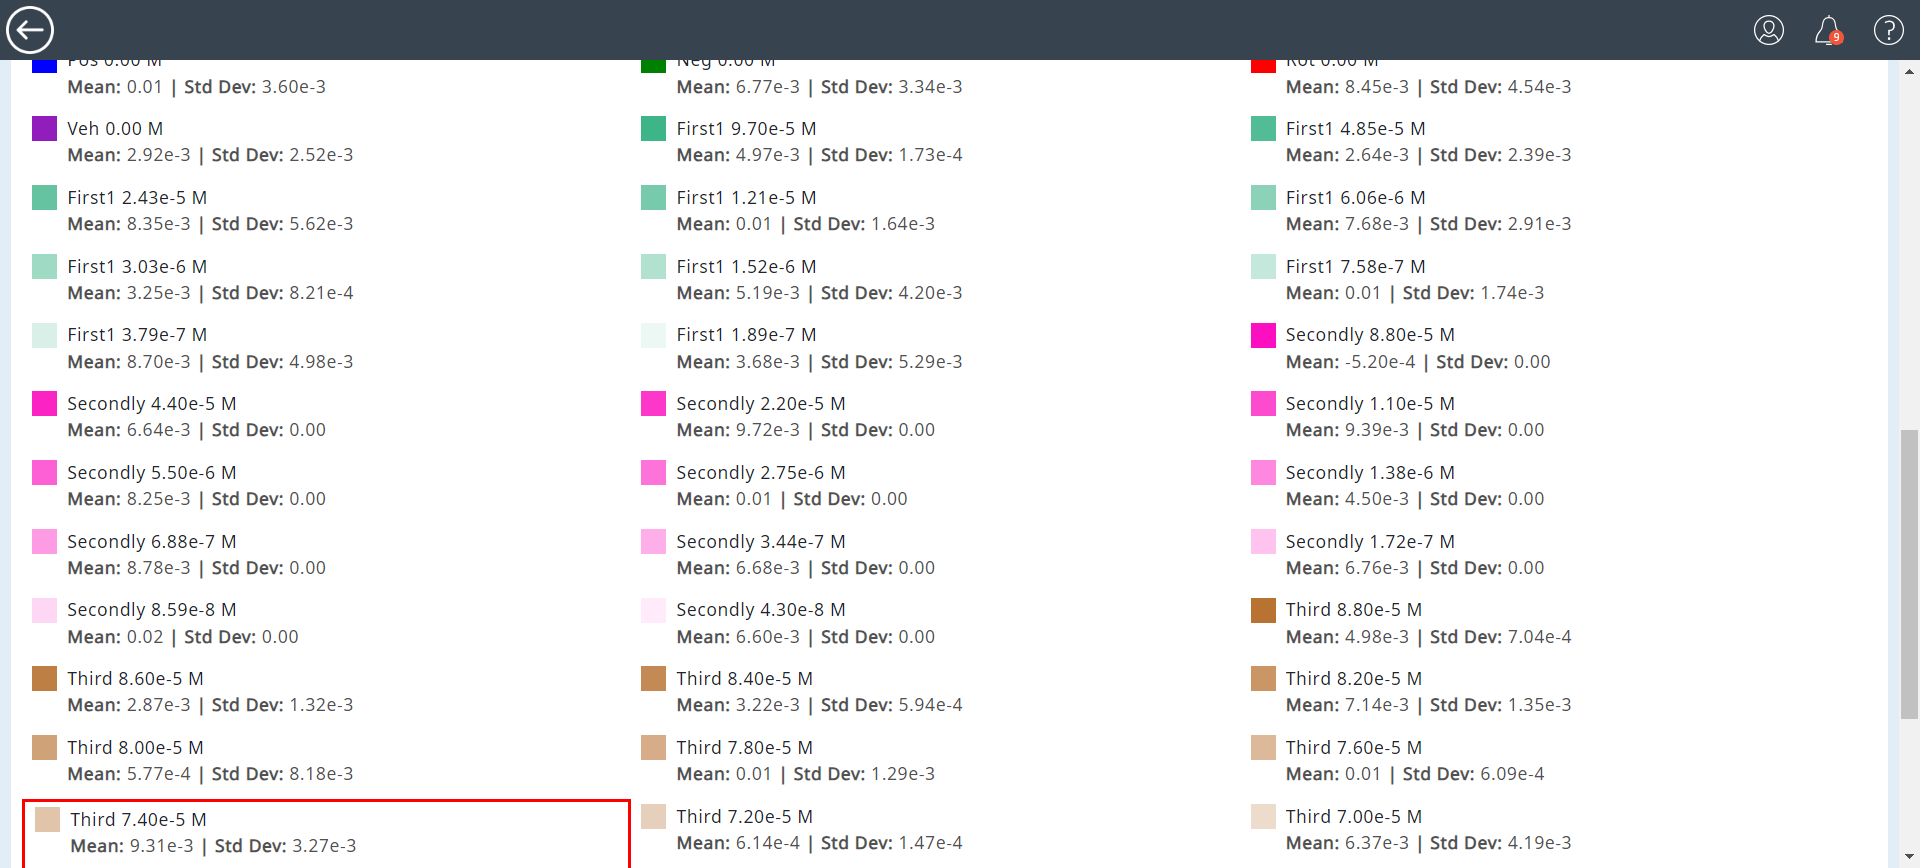 9
Pos 0.00 M
Mean: 0.01 | Std Dev: 3.60e-3
Neg 0.00 M
Mean: 6.77e-3 | Std Dev: 3.34e-3
Rot 0.00 M
Mean: 8.45e-3 | Std Dev: 4.54e-3
Veh 0.00 M
Mean: 2.92e-3 | Std Dev: 2.52e-3
First1 9.70e-5 M
Mean: 4.97e-3 | Std Dev: 1.73e-4
First1 4.85e-5 M
Mean: 2.64e-3 | Std Dev: 2.39e-3
First1 2.43e-5 M
Mean: 8.35e-3 | Std Dev: 5.62e-3
First1 1.21e-5 M
Mean: 0.01 | Std Dev: 1.64e-3
First1 6.06e-6 M
Mean: 7.68e-3 | Std Dev: 2.91e-3
First1 3.03e-6 M
Mean: 3.25e-3 | Std Dev: 8.21e-4
First1 1.52e-6 M
Mean: 5.19e-3 | Std Dev: 4.20e-3
First1 7.58e-7 M
Mean: 0.01 | Std Dev: 1.74e-3
First1 3.79e-7 M
Mean: 8.70e-3 | Std Dev: 4.98e-3
First1 1.89e-7 M
Mean: 3.68e-3 | Std Dev: 5.29e-3
Secondly 8.80e-5 M
Mean: -5.20e-4 | Std Dev: 0.00
Secondly 4.40e-5 M
Mean: 6.64e-3 | Std Dev: 0.00
Secondly 2.20e-5 M
Mean: 9.72e-3 | Std Dev: 0.00
Secondly 1.10e-5 M
Mean: 9.39e-3 | Std Dev: 0.00
Secondly 5.50e-6 M
Mean: 8.25e-3 | Std Dev: 0.00
Secondly 2.75e-6 M
Mean: 0.01 | Std Dev: 0.00
Secondly 1.38e-6 M
Mean: 4.50e-3 | Std Dev: 0.00
Secondly 6.88e-7 M
Mean: 8.78e-3 | Std Dev: 0.00
Secondly 3.44e-7 M
Mean: 6.68e-3 | Std Dev: 0.00
Secondly 1.72e-7 M
Mean: 6.76e-3 | Std Dev: 0.00
Secondly 8.59e-8 M
Mean: 0.02 | Std Dev: 0.00
Secondly 4.30e-8 M
Mean: 6.60e-3 | Std Dev: 0.00
Third 8.80e-5 M
Mean: 4.98e-3 | Std Dev: 7.04e-4
Third 8.60e-5 M
Mean: 2.87e-3 | Std Dev: 1.32e-3
Third 8.40e-5 M
Mean: 3.22e-3 | Std Dev: 5.94e-4
Third 8.20e-5 M
Mean: 7.14e-3 | Std Dev: 1.35e-3
Third 8.00e-5 M
Mean: 5.77e-4 | Std Dev: 8.18e-3
Third 7.80e-5 M
Mean: 0.01 | Std Dev: 1.29e-3
Third 7.60e-5 M
Mean: 0.01 | Std Dev: 6.09e-4
Third 7.40e-5 M
Mean: 9.31e-3 | Std Dev: 3.27e-3
Third 7.20e-5 M
Mean: 6.14e-4 | Std Dev: 1.47e-4
Third 7.00e-5 M
Mean: 6.37e-3 | Std Dev: 4.19e-3